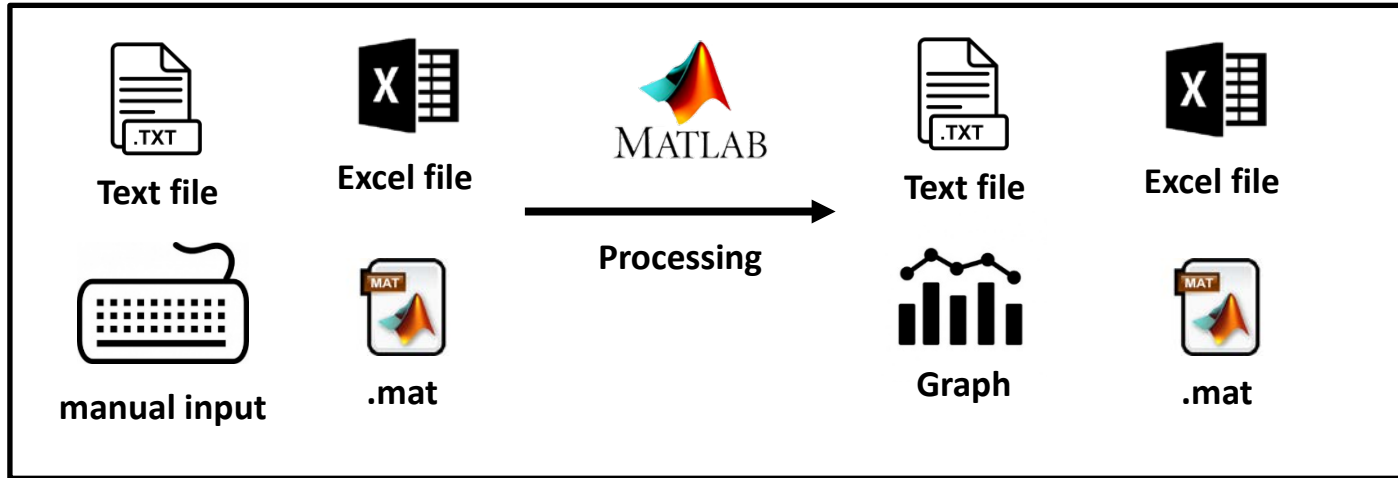 .TXT
Text file
X
Excel file
MAT
.mat
manual input
MATLAB
Processing
.TXT
Text file
X
Excel file
Graph
MAT
.mat